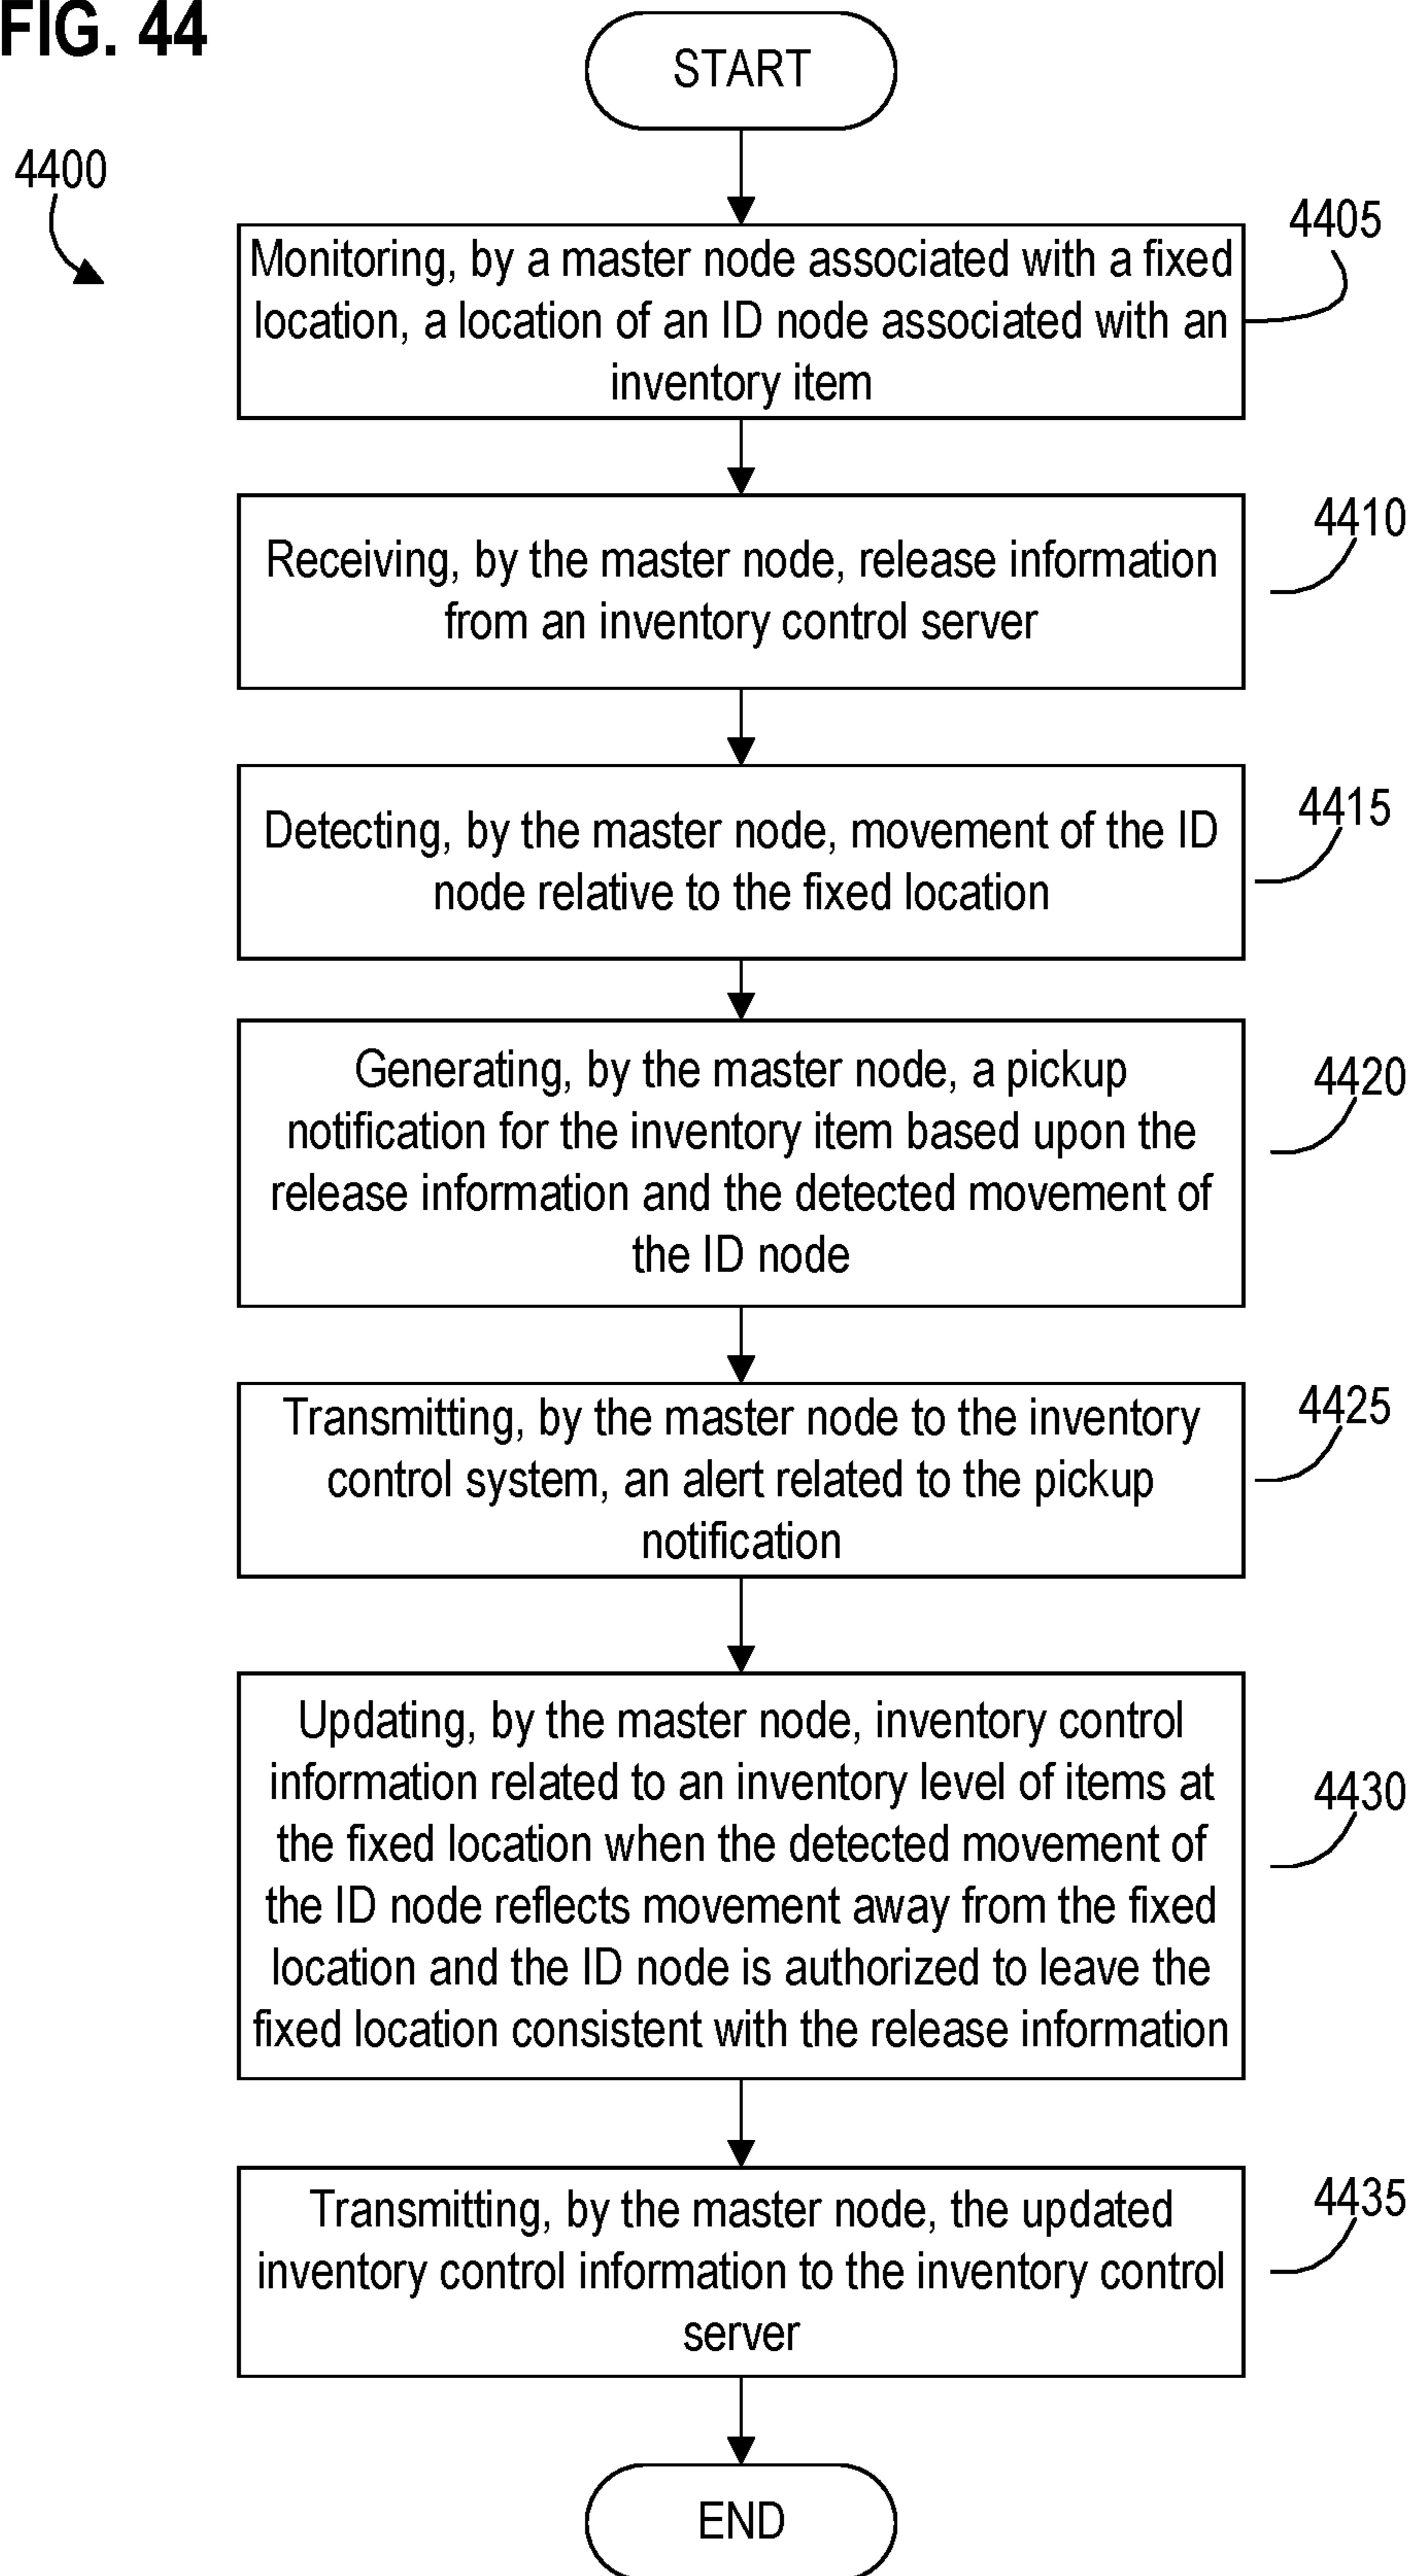 FIG. 44
START
4400
4405
Monitoring, by a master node associated with a fixed
location, a location of an ID node associated with an
inventory item
4410
Receiving, by the master node, release information
from an inventory control server
4415
Detecting, by the master node, movement of the ID
node relative to the fixed location
4420
Generating, by the master node, a pickup
notification for the inventory item based upon the
release information and the detected movement of
the ID node
4425
Transmitting, by the master node to the inventory
control system, an alert related to the pickup
notification
4430
Updating, by the master node, inventory control
information related to an inventory level of items at
the fixed location when the detected movement of
the ID node reflects movement away from the fixed
location and the ID node is authorized to leave the
fixed location consistent with the release information
4435
Transmitting, by the master node, the updated
inventory control information to the inventory control
server
END